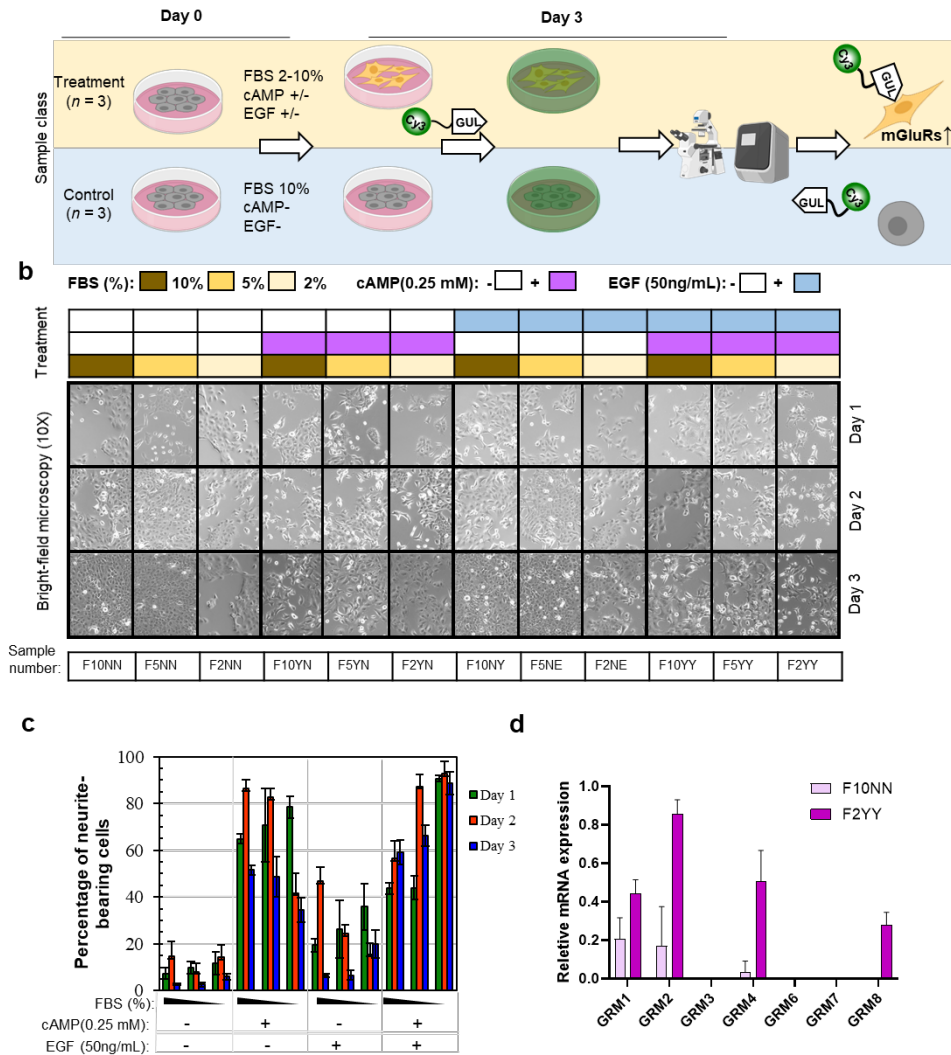 Day 0
Day 3
Sample class
Treatment
(n = 3)
FBS 2-10%
cAMP +/-
EGF +/-
Cy3
GUL
Cy3
GUL
mGluRs↑
Control
(n = 3)
FBS 10%
cAMP-
EGF-
GUL
Cy3
b
FBS (%): 10% 5% 2% cAMP(0.25 mM): - + EGF (50ng/mL): - +
Treatment
Bright-field microscopy (10X)
Day 1
Day 2
Day 3
Sample
number:
F10NN F5NN F2NN F10YN F5YN F2YN F10NY F5NE F2NE F10YY F5YY F2YY
c
Percentage of neurite-
bearing cells
100
80
60
40
20
0
Day 1
Day 2
Day 3
FBS (%)
cAMP(0.25 mM): - + - +
EGF (50ng/mL) - - + +
d
Reletive mRNA expression
1.0
0.8
0.6
0.4
0.2
0.0
F10NN
F2YY
GRM1 GRM2 GRM3 GRM4 GRM6 GRM7 GRM8